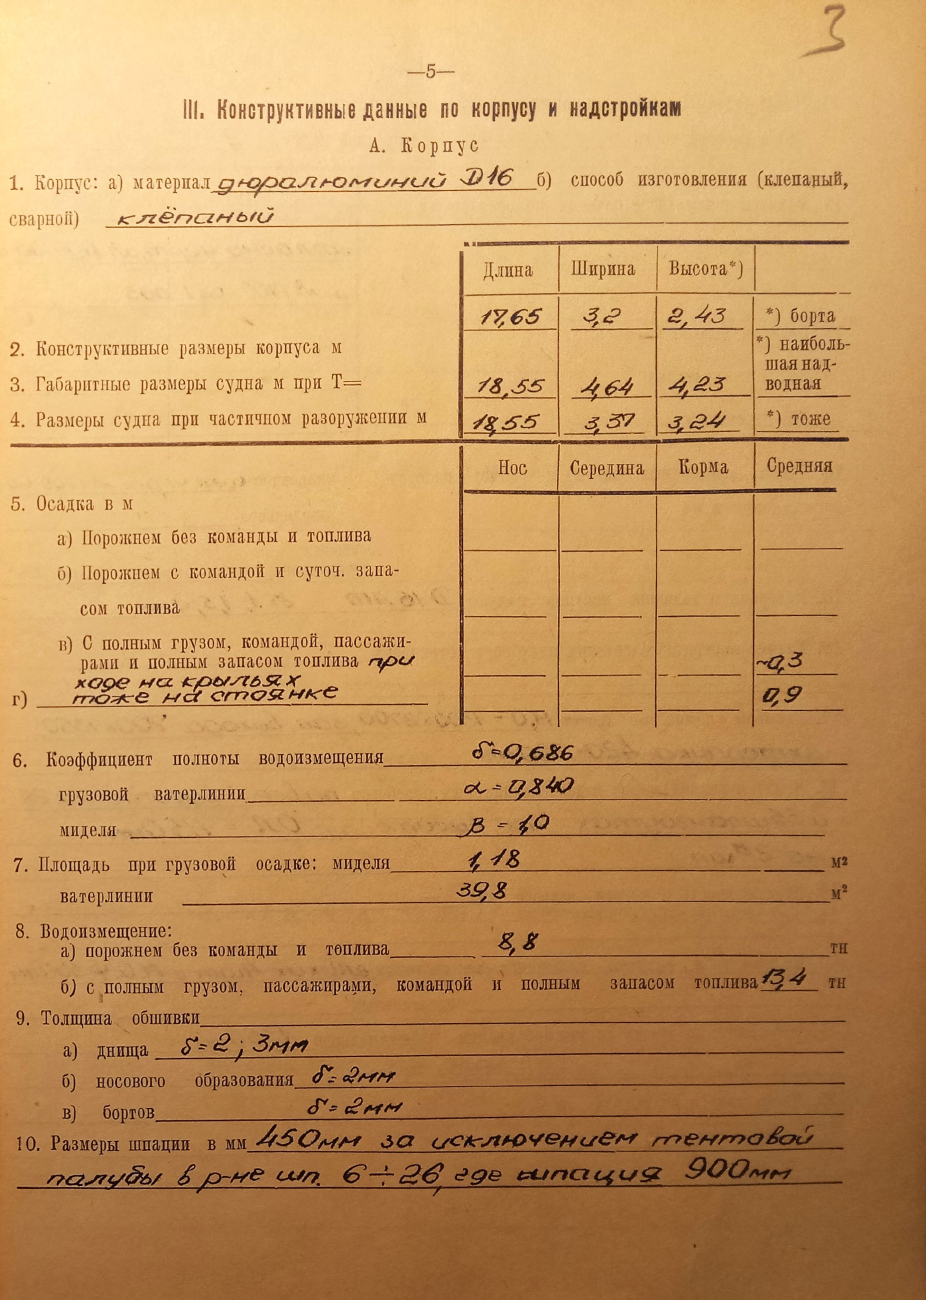 3
—5—
III. Конструктивные данные по корпусу и надстройкам
А. Корпус
1. Корпус: а) материал дюралюминий D16 б) способ изготовления (клепаный,
сварной) клёпаный
Длина Ширина Высота*)
17,65 3,2 2,43 *) борта
2. Конструктивные размеры корпуса м
*) наиболь-
шая над-
3. Габаритные размеры судна м при Т= 18,55 4,64 4,23 водная
4. Размеры судна при частичном разоружении м 18,55 3,37 3,24 *) тоже
Нос Середина Корма Средняя
5. Осадка в м
а) Порожнем без команды и топлива
б) Порожнем с командой и суточ. запа-
сом топлива
в) С полным грузом, командой, пассажи-
рами и полным запасом топлива при ~0,3
ходе на крыльях
г) тоже на стоянке 0,9
6. Коэффициент полноты водоизмещения δ=0,686
грузовой ватерлинии α=0,840
миделя β=1,0
7. Площадь при грузовой осадке: миделя 1,18 м²
ватерлинии 39,8 м²
8. Водоизмещение:
а) порожнем без команды и топлива 8,8 тн
б) с полным грузом, пассажирами, командой и полным запасом топлива 13,4 тн
9. Толщина обшивки
а) днища δ=2; 3мм
б) носового образования δ=2мм
в) бортов δ=2мм
10. Размеры шпации в мм 450мм за исключением тентовой
палубы в р-не шп. 6÷26, где шпация 900мм